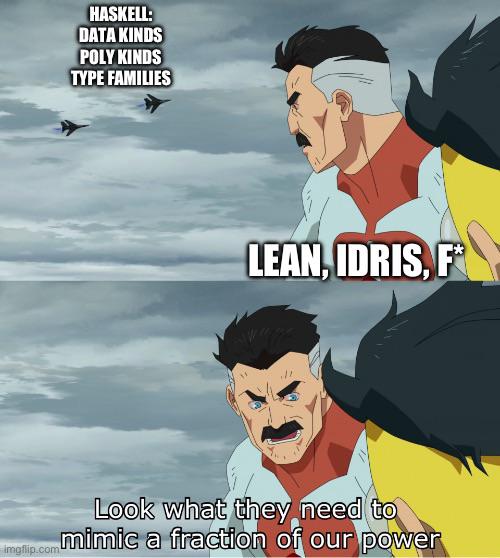 HASKELL:
DATA KINDS
POLY KINDS
TYPE FAMILIES
LEAN, IDRIS, F*
Look what they need to
mimic a fraction of our power
imgflip.com